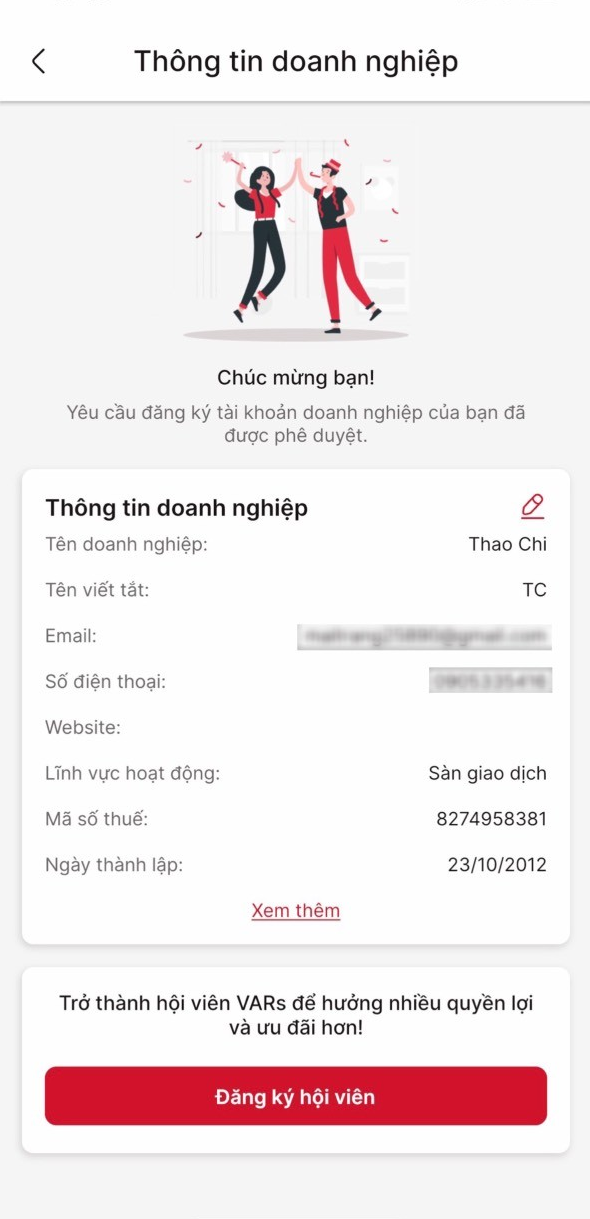 Thông tin doanh nghiệp
Chúc mừng bạn!
Yêu cầu đăng ký tài khoản doanh nghiệp của bạn đã
được phê duyệt.
Thông tin doanh nghiệp
Tên doanh nghiệp: Thao Chi
Tên viết tắt: TC
Email:
Số điện thoại:
Website:
Lĩnh vực hoạt động: Sàn giao dịch
Mã số thuế: 8274958381
Ngày thành lập: 23/10/2012
Xem thêm
Trở thành hội viên VARs để hưởng nhiều quyền lợi
và ưu đãi hơn!
Đăng ký hội viên